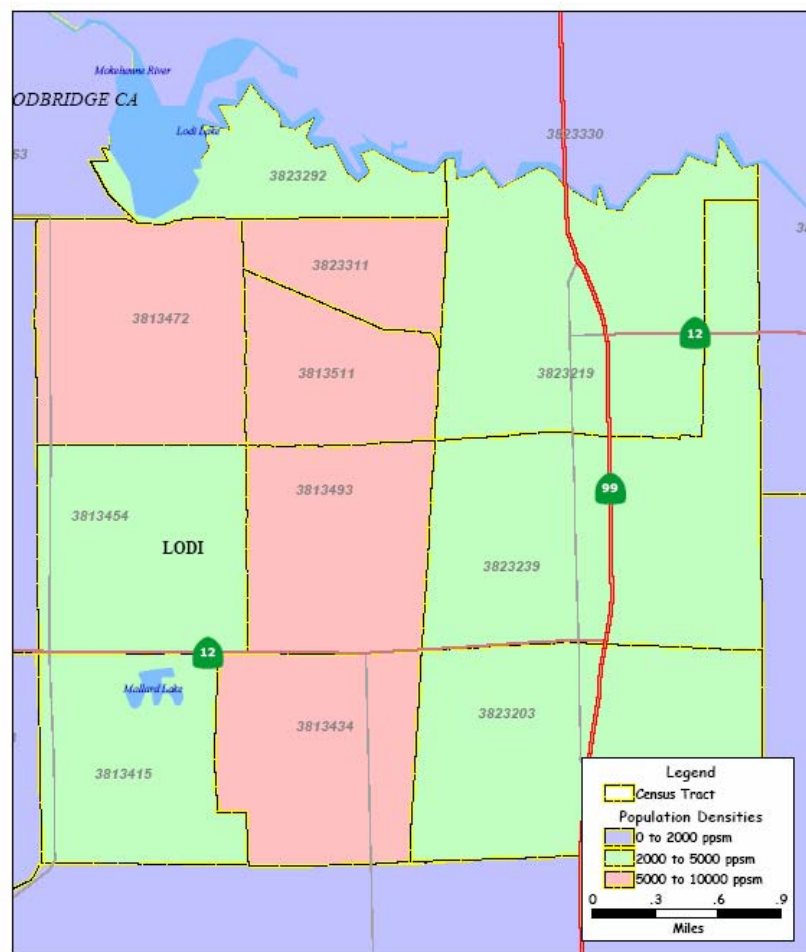 Mokelumne River
ODBRIDGE CA
Lodi Lake
3823330
53
3823292
38
3823311
3813472
12
3813511
3823219
3813493
99
3813454
LODI
3823239
12
Mallard Lake
3813434
3823203
3813415
Legend
Census Tract
Population Densities
0 to 2000 ppsm
2000 to 5000 ppsm
5000 to 10000 ppsm
0 .3 .6 .9
Miles